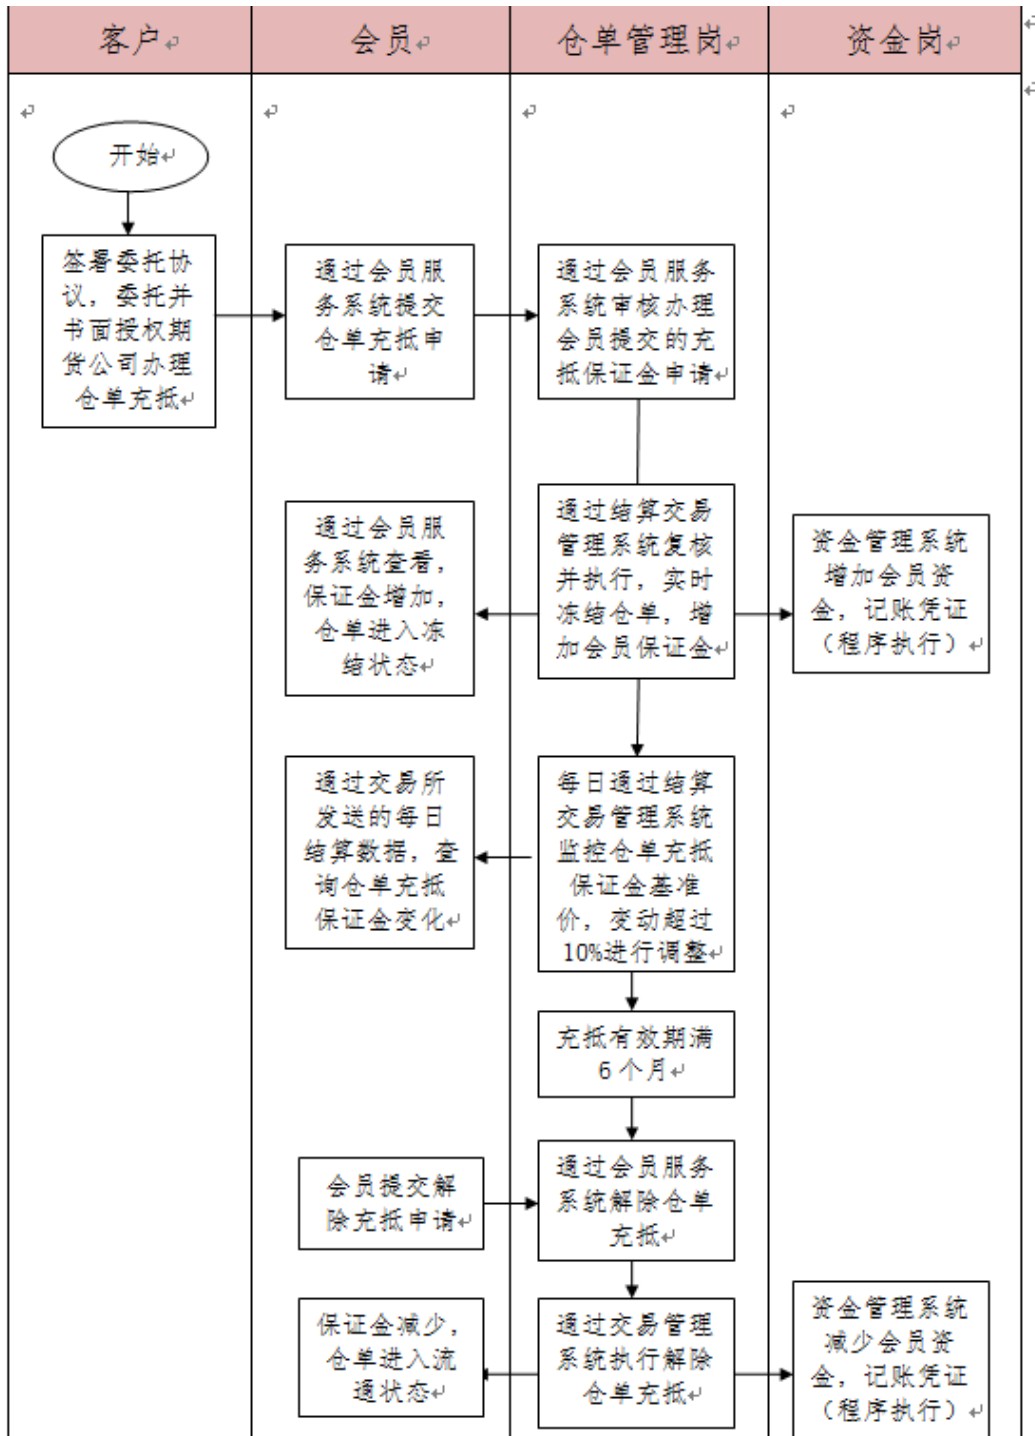 客户
会员
仓单管理岗
资金岗
开始
签署委托协
议，委托并
书面授权期
货公司办理
仓单充抵
通过会员服
务系统提交
仓单充抵申
请
通过会员服务
系统审核办理
会员提交的充
抵保证金申请
通过会员服
务系统查看，
保证金增加，
仓单进入冻
结状态
通过结算交易
管理系统复核
并执行，实时
冻结仓单，增
加会员保证金
资金管理系统
增加会员资
金，记账凭证
（程序执行）
通过交易所
发送的每日
结算数据，查
询仓单充抵
保证金变化
每日通过结算
交易管理系统
监控仓单充抵
保证金基准
价，变动超过
10%进行调整
充抵有效期满
6个月
会员提交解
除充抵申请
通过会员服务
系统解除仓单
充抵
保证金减少，
仓单进入流
通状态
通过交易管理
系统执行解除
仓单充抵
资金管理系统
减少会员资
金，记账凭证
（程序执行）